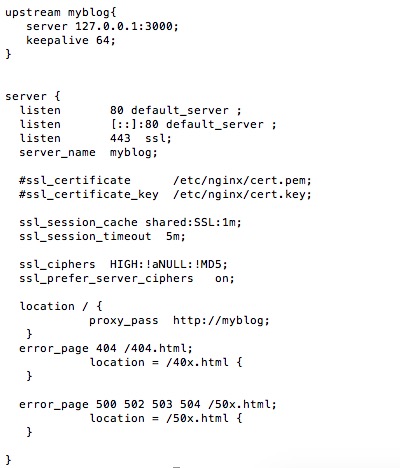 upstream myblog{
   server 127.0.0.1:3000;
   keepalive 64;
}
server {
  listen       80 default_server ;
  listen       [::]:80 default_server ;
  listen       443  ssl;
  server_name  myblog;
  #ssl_certificate      /etc/nginx/cert.pem;
  #ssl_certificate_key  /etc/nginx/cert.key;
  ssl_session_cache shared:SSL:1m;
  ssl_session_timeout  5m;
  ssl_ciphers  HIGH:!aNULL:!MD5;
  ssl_prefer_server_ciphers   on;
  location / {
            proxy_pass  http://myblog;
   }
  error_page 404 /404.html;
            location = /40x.html {
   }
  error_page 500 502 503 504 /50x.html;
            location = /50x.html {
   }
}